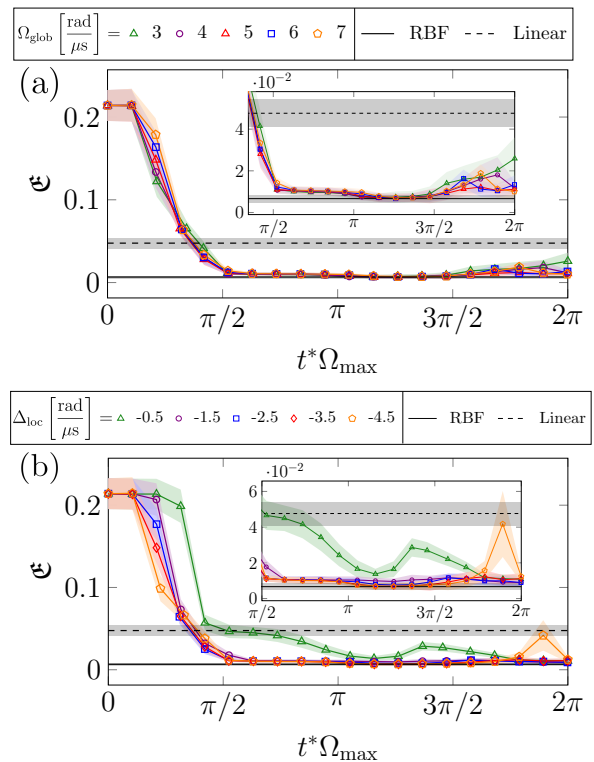 Ω_glob [rad/μs] = 3 4 5 6 7 RBF Linear
(a)
0.2
0.1
0
𝕰
·10⁻²
4
2
0
π/2 π 3π/2 2π
0 π/2 π 3π/2 2π
t*Ω_max
Δ_loc [rad/μs] = -0.5 -1.5 -2.5 -3.5 -4.5 RBF Linear
(b)
0.2
0.1
0
𝕰
·10⁻²
6
4
2
0
π/2 π 3π/2 2π
0 π/2 π 3π/2 2π
t*Ω_max